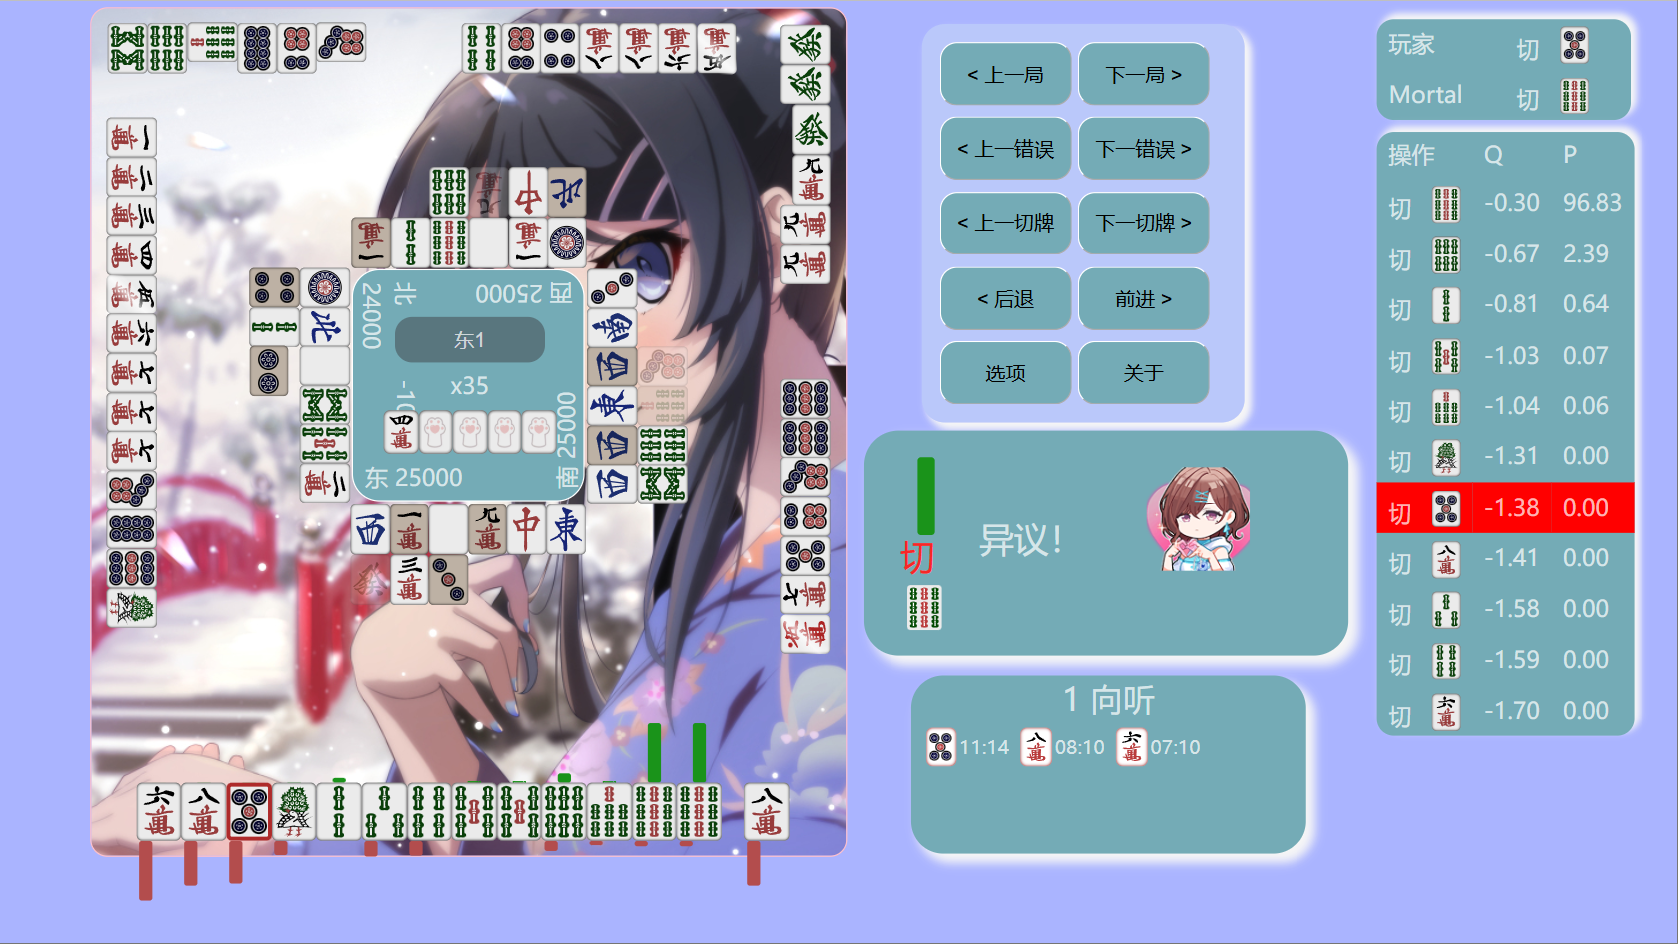 北 24000
西 25000
东1
x35
东 25000
南 25000
< 上一局
下一局 >
< 上一错误
下一错误 >
< 上一切牌
下一切牌 >
< 后退
前进 >
选项
关于
切
异议！
1 向听
11:14
08:10
07:10
玩家 切
Mortal 切
操作 Q P
切 -0.30 96.83
切 -0.67 2.39
切 -0.81 0.64
切 -1.03 0.07
切 -1.04 0.06
切 -1.31 0.00
切 -1.38 0.00
切 -1.41 0.00
切 -1.58 0.00
切 -1.59 0.00
切 -1.70 0.00